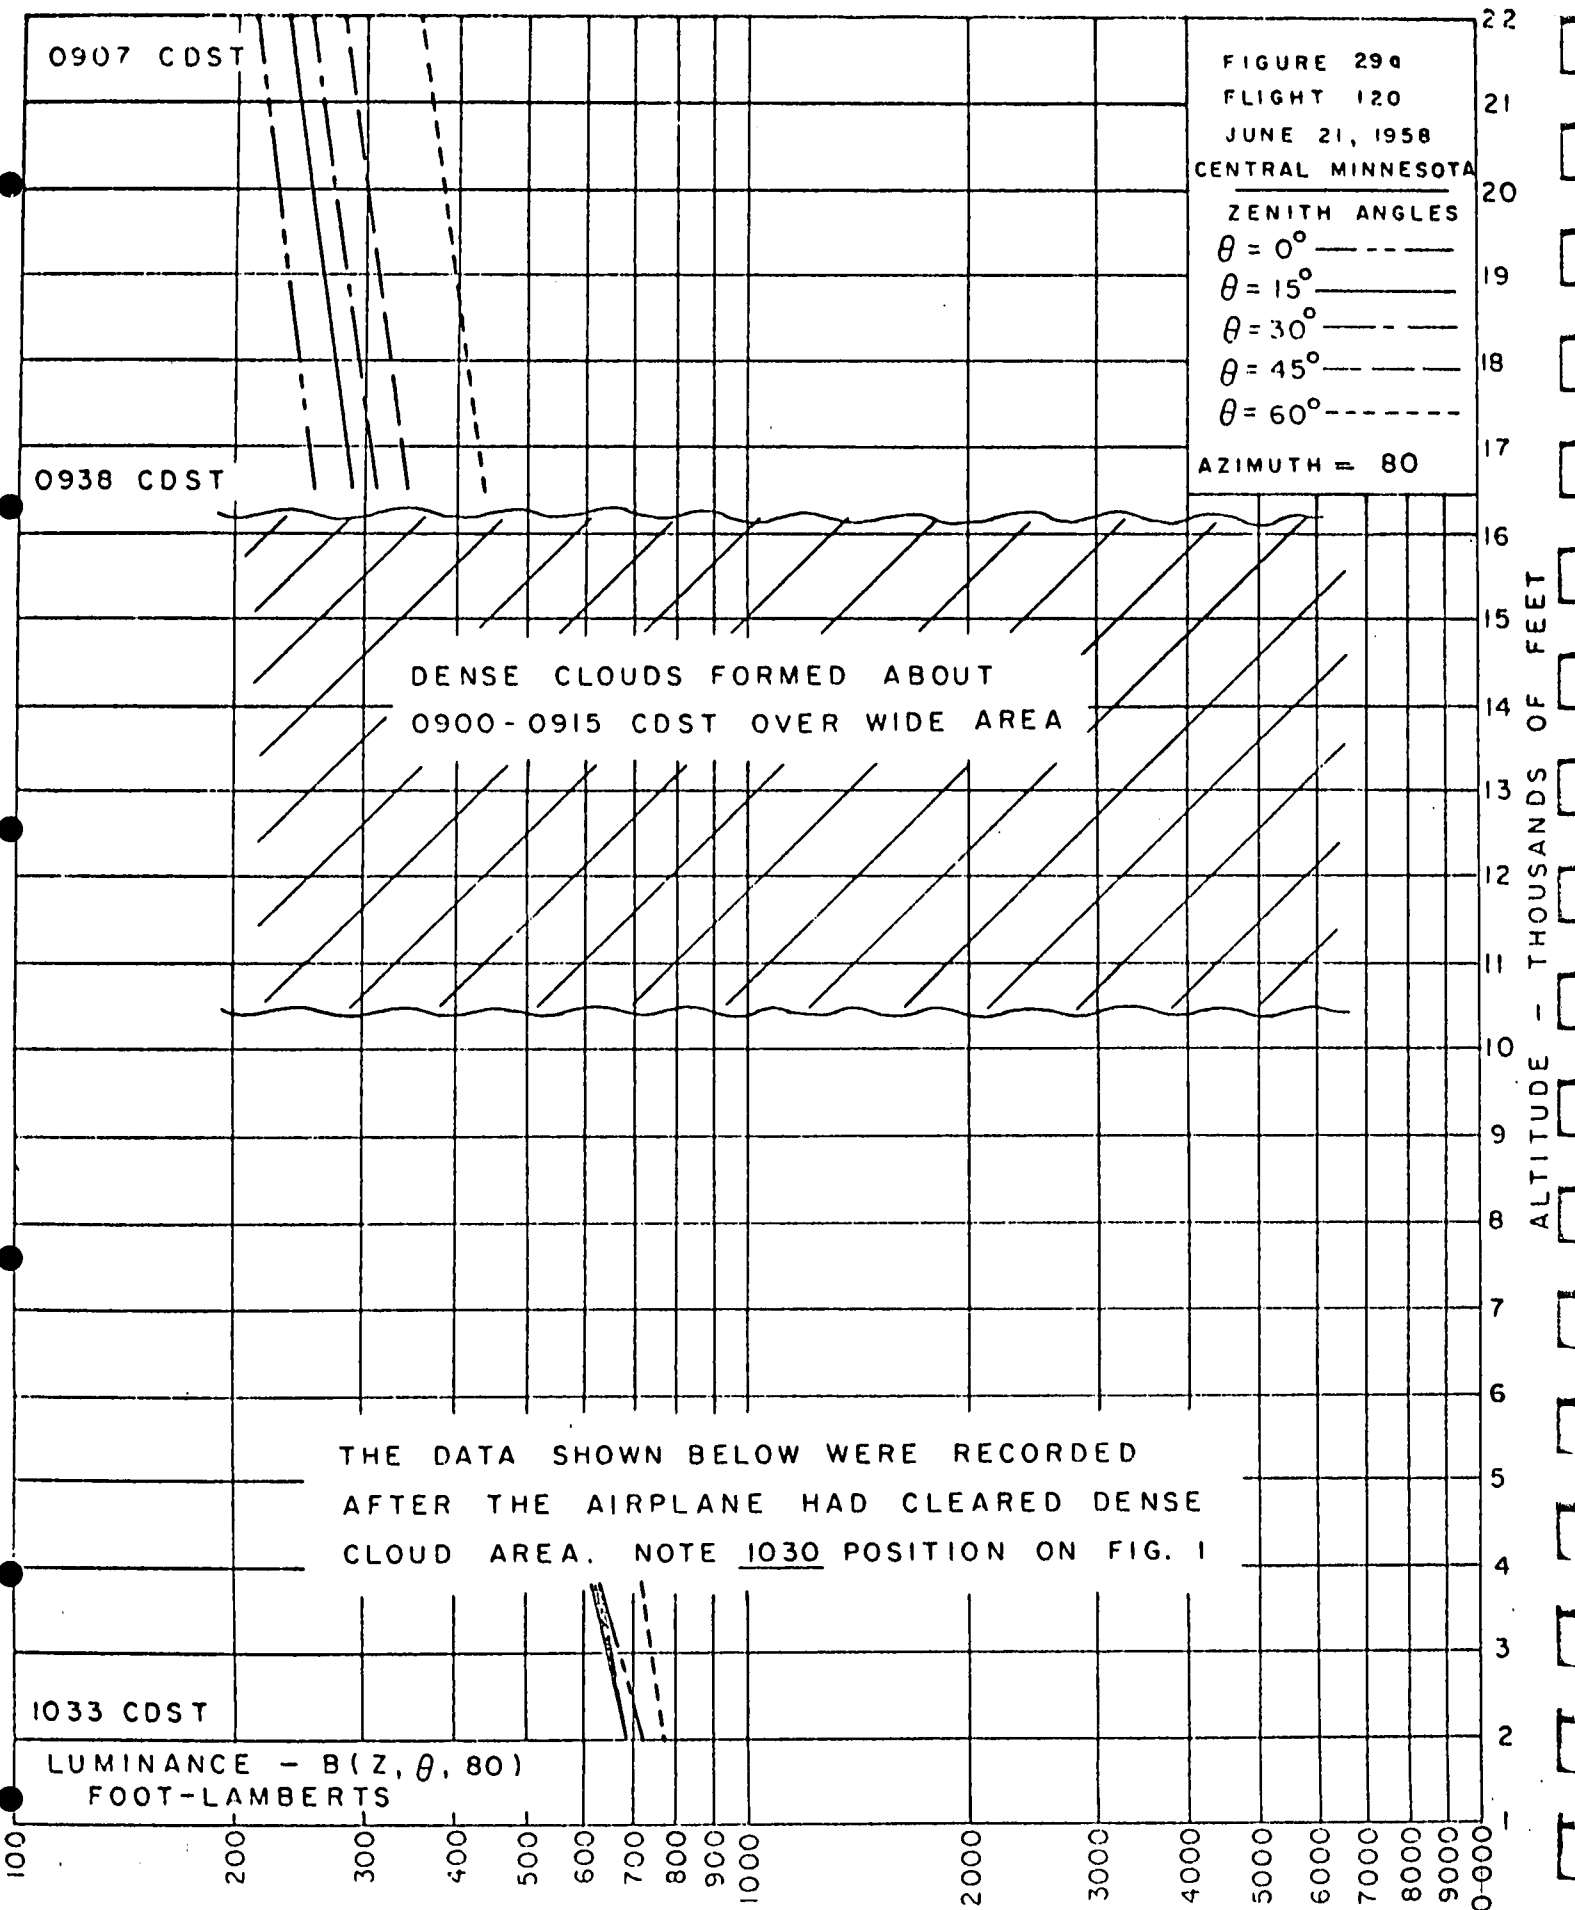 0907 CDST
FIGURE 29a
FLIGHT 120
JUNE 21, 1958
CENTRAL MINNESOTA
ZENITH ANGLES
θ = 0°
θ = 15°
θ = 30°
θ = 45°
θ = 60°
AZIMUTH = 80
0938 CDST
DENSE CLOUDS FORMED ABOUT
0900-0915 CDST OVER WIDE AREA
THE DATA SHOWN BELOW WERE RECORDED
AFTER THE AIRPLANE HAD CLEARED DENSE
CLOUD AREA. NOTE 1030 POSITION ON FIG. 1
1033 CDST
LUMINANCE - B(Z, θ, 80)
FOOT-LAMBERTS
22
21
20
19
18
17
16
15
14
13
12
11
10
9
8
7
6
5
4
3
2
1
ALTITUDE - THOUSANDS OF FEET
100
200
300
400
500
600
700
800
900
1000
2000
3000
4000
5000
6000
7000
8000
9000